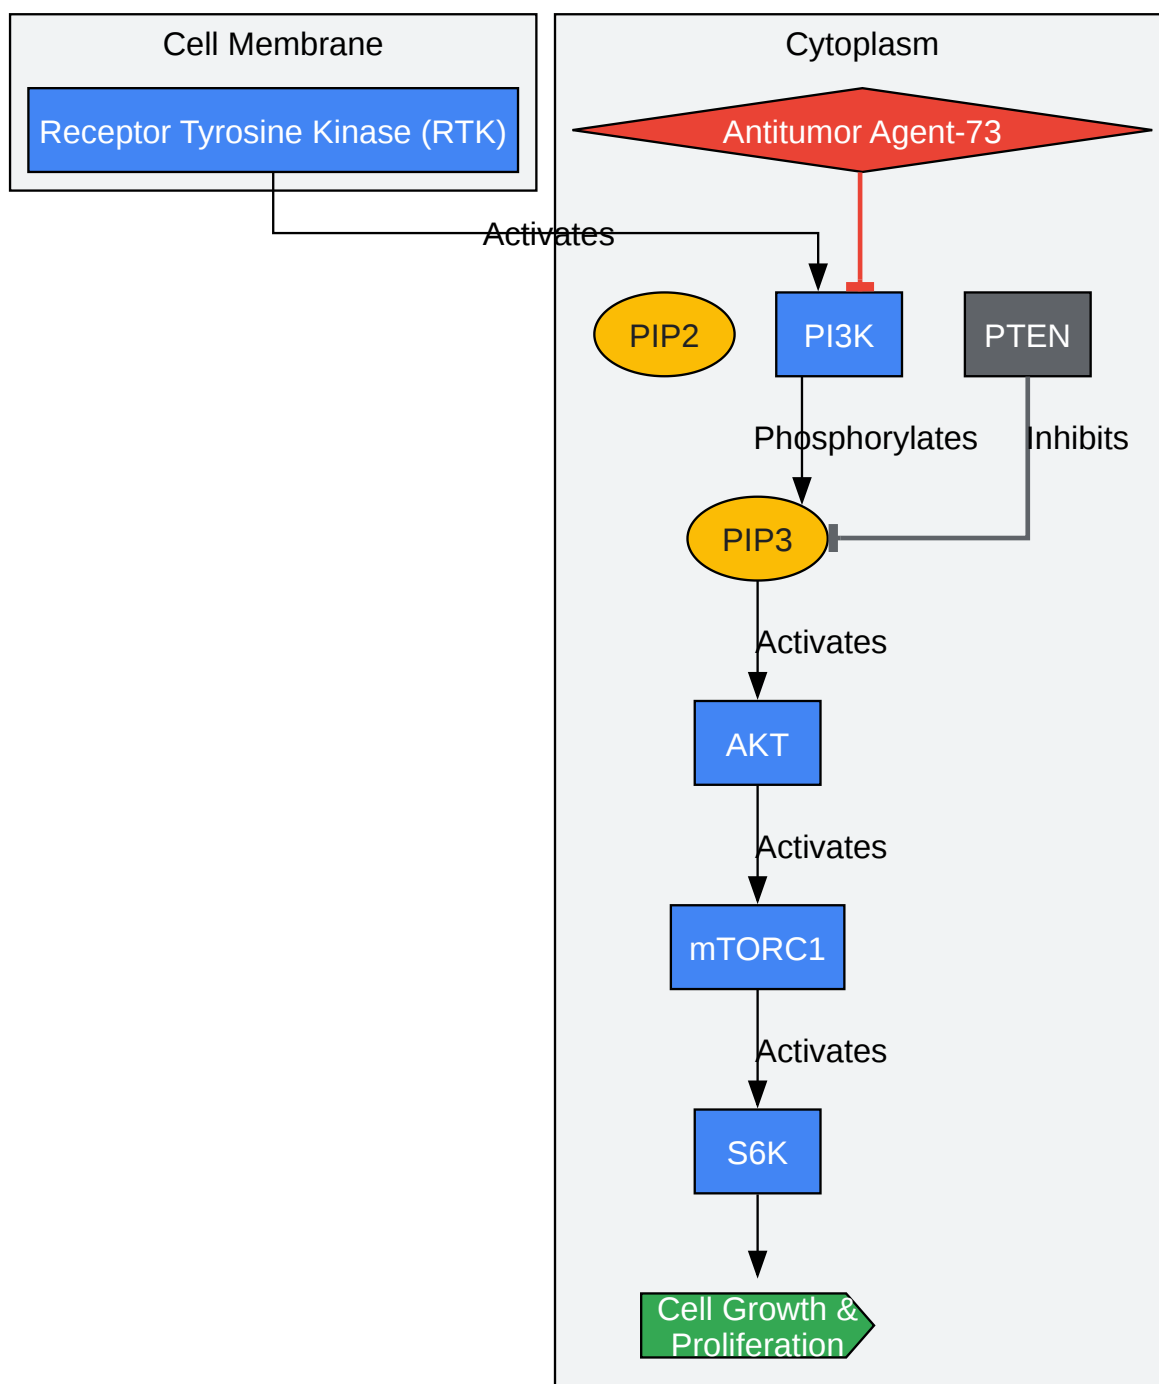 Cell Membrane
Cytoplasm
Receptor Tyrosine Kinase (RTK)
Antitumor Agent-73
Activates
PIP2
PI3K
PTEN
Phosphorylates
Inhibits
PIP3
Activates
AKT
Activates
mTORC1
Activates
S6K
Cell Growth &
Proliferation